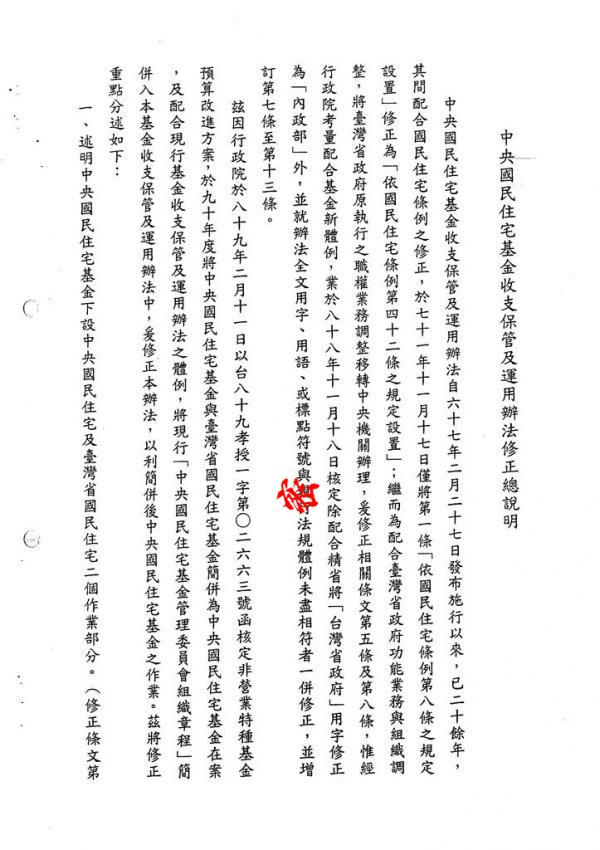 中央國民住宅基金收支保管及運用辦法修正總說明
中央國民住宅基金收支保管及運用辦法自六十七年二月二十七日發布施行以來，已二十餘年，
其間配合國民住宅條例之修正，於七十一年十一月十七日僅將第一條「依國民住宅條例第八條之規定
設置」修正為「依國民住宅條例第四十二條之規定設置」；繼而為配合臺灣省政府功能業務與組織調
整，將臺灣省政府原執行之職權業務調整移轉中央機關辦理，爰修正相關條文第五條及第八條，惟經
行政院考量配合基金新體例，業於八十八年十一月十八日核定除配合精省將「台灣省政府」用字修正
為「內政部」外，並就辦法全文用字、用語、或標點符號與法規體例未盡相符者一併修正，並增
訂第七條至第十三條。
茲因行政院於八十九年二月十一日以台八十九孝授一字第〇二六六三號函核定非營業特種基金
預算改進方案，於九十年度將中央國民住宅基金與臺灣省國民住宅基金簡併為中央國民住宅基金在案
，及配合現行基金收支保管及運用辦法之體例，將現行「中央國民住宅基金管理委員會組織章程」簡
併入本基金收支保管及運用辦法中，爰修正本辦法，以利簡併後中央國民住宅基金之作業。茲將修正
重點分述如下：
一、述明中央國民住宅基金下設中央國民住宅及臺灣省國民住宅二個作業部分。（修正條文第